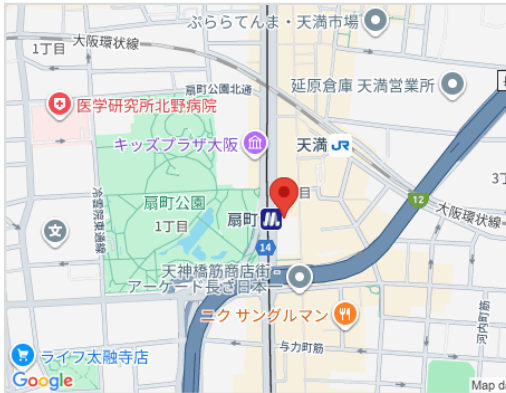 ぷららてんま・天満市場
大阪環状線
1丁目
扇町公園北通
延原倉庫 天満営業所
医学研究所北野病院
キッズプラザ大阪
天満
JR
12
扇町公園
1丁目
扇町
目
3丁
大阪環状線
14
天神橋筋商店街 -
アーケード長さ日本一
ニク サングルマン
与力町筋
河内町筋
ライフ太融寺店
Google
Map da